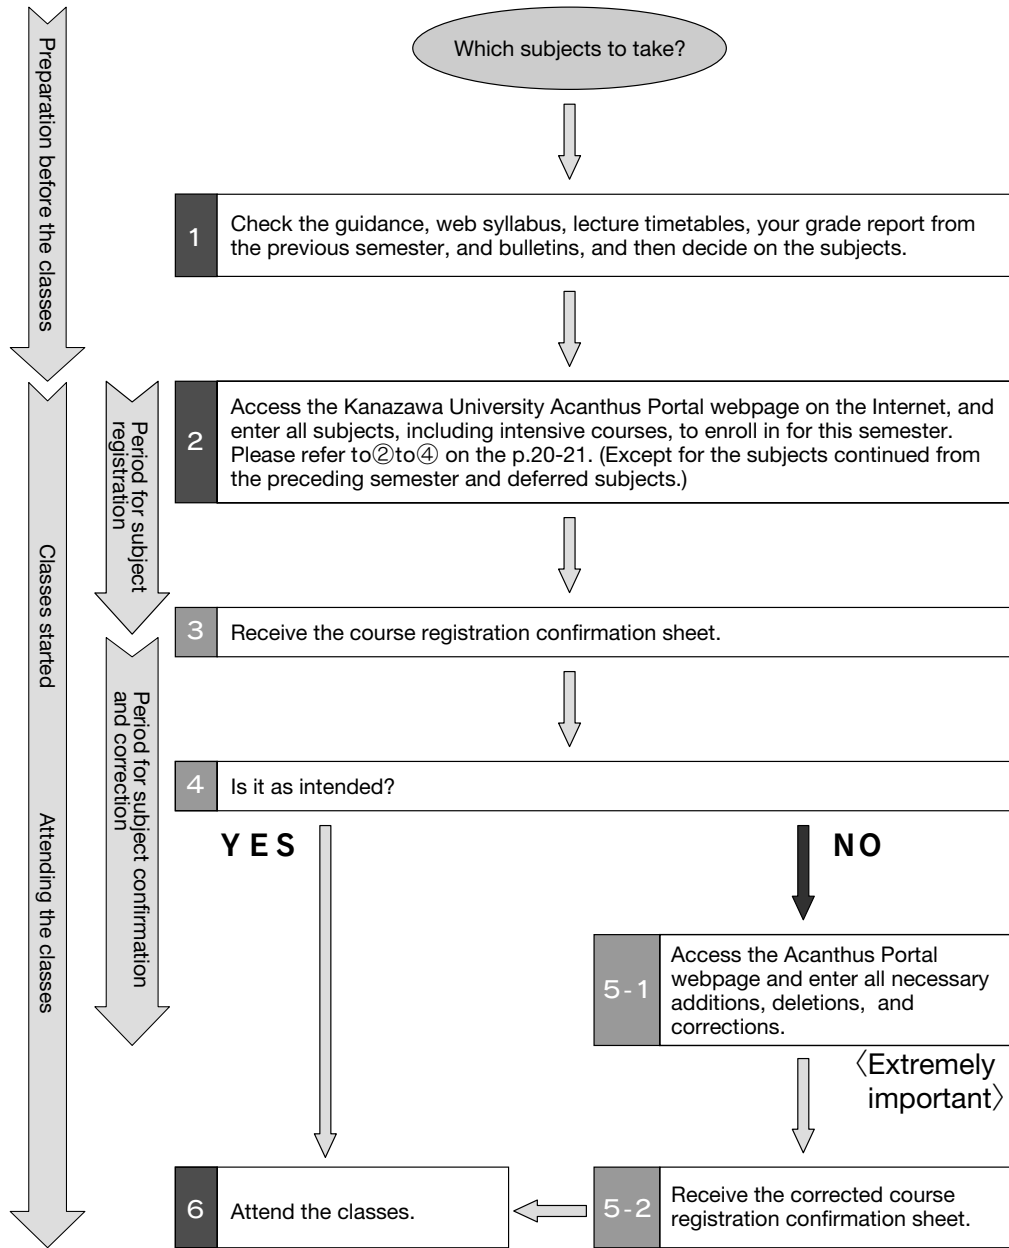 Which subjects to take?
Preparation before the classes
1
Check the guidance, web syllabus, lecture timetables, your grade report from
the previous semester, and bulletins, and then decide on the subjects.
Classes started
Attending the classes
Period for subject
registration
2
Access the Kanazawa University Acanthus Portal webpage on the Internet, and
enter all subjects, including intensive courses, to enroll in for this semester.
Please refer to②to④ on the p.20-21. (Except for the subjects continued from
the preceding semester and deferred subjects.)
Period for subject confirmation
and correction
3
Receive the course registration confirmation sheet.
4
Is it as intended?
YES
NO
5-1
Access the Acanthus Portal
webpage and enter all necessary
additions, deletions, and
corrections.
〈Extremely
important〉
6
Attend the classes.
5-2
Receive the corrected course
registration confirmation sheet.